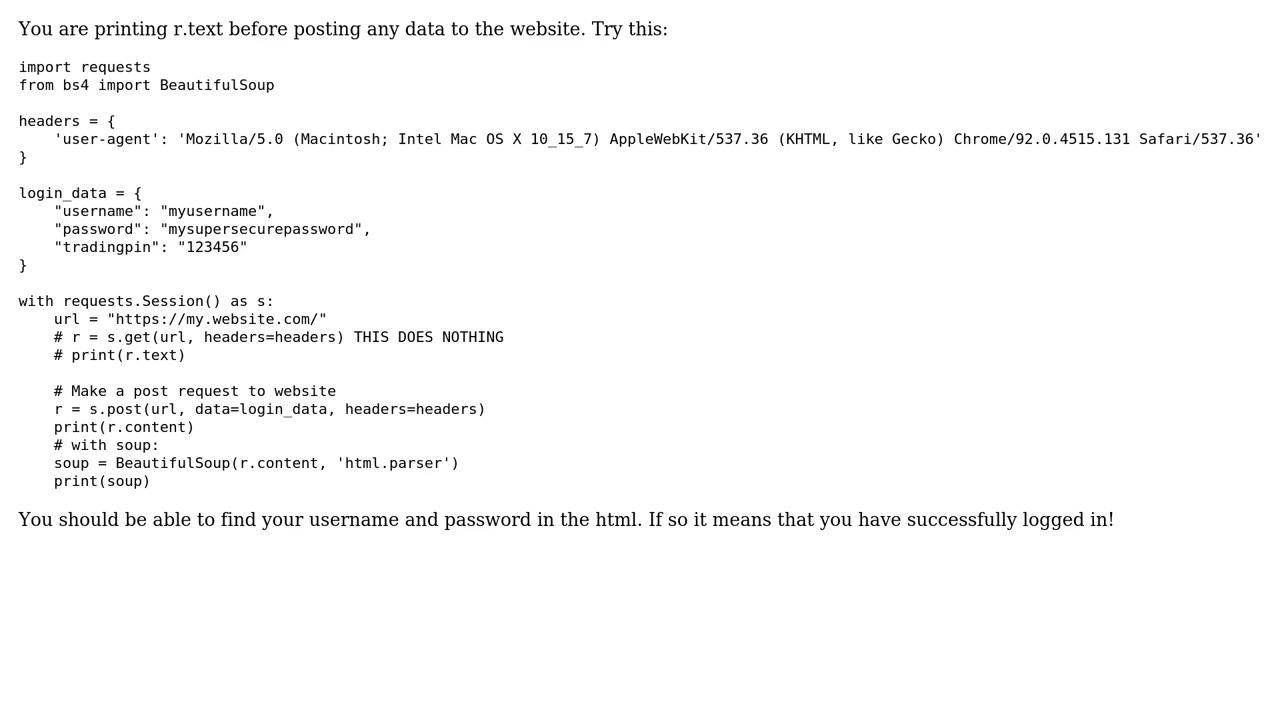 You are printing r.text before posting any data to the website. Try this:
import requests
from bs4 import BeautifulSoup
headers = {
    'user-agent': 'Mozilla/5.0 (Macintosh; Intel Mac OS X 10_15_7) AppleWebKit/537.36 (KHTML, like Gecko) Chrome/92.0.4515.131 Safari/537.36'
}
login_data = {
    "username": "myusername",
    "password": "mysupersecurepassword",
    "tradingpin": "123456"
}
with requests.Session() as s:
    url = "https://my.website.com/"
    # r = s.get(url, headers=headers) THIS DOES NOTHING
    # print(r.text)
    # Make a post request to website
    r = s.post(url, data=login_data, headers=headers)
    print(r.content)
    # with soup:
    soup = BeautifulSoup(r.content, 'html.parser')
    print(soup)
You should be able to find your username and password in the html. If so it means that you have successfully logged in!